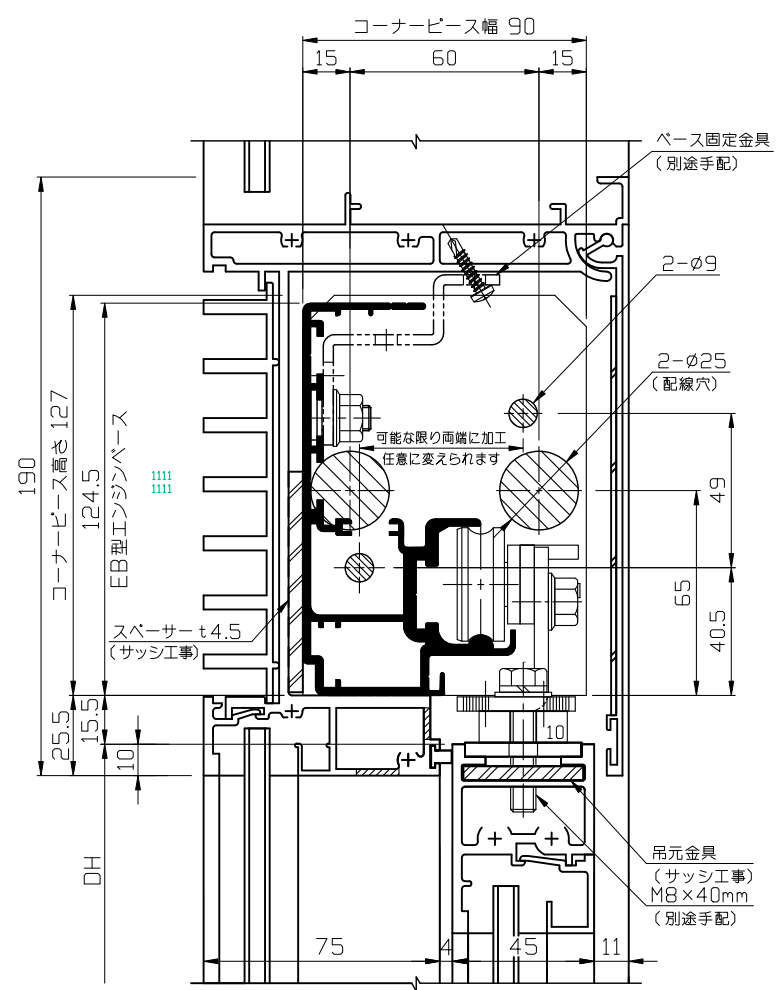 コーナーピース幅 90
15
60
15
ベース固定金具
(別途手配)
2-ø9
2-ø25
(配線穴)
可能な限り両端に加工
任意に変えられます
190
コーナーピース高さ 127
124.5
EB型エンジンベース
1111
1111
49
65
40.5
スペーサー t4.5
(サッシ工事)
25.5
15.5
10
10
DH
吊元金具
(サッシ工事)
M8×40mm
(別途手配)
75
4
45
11